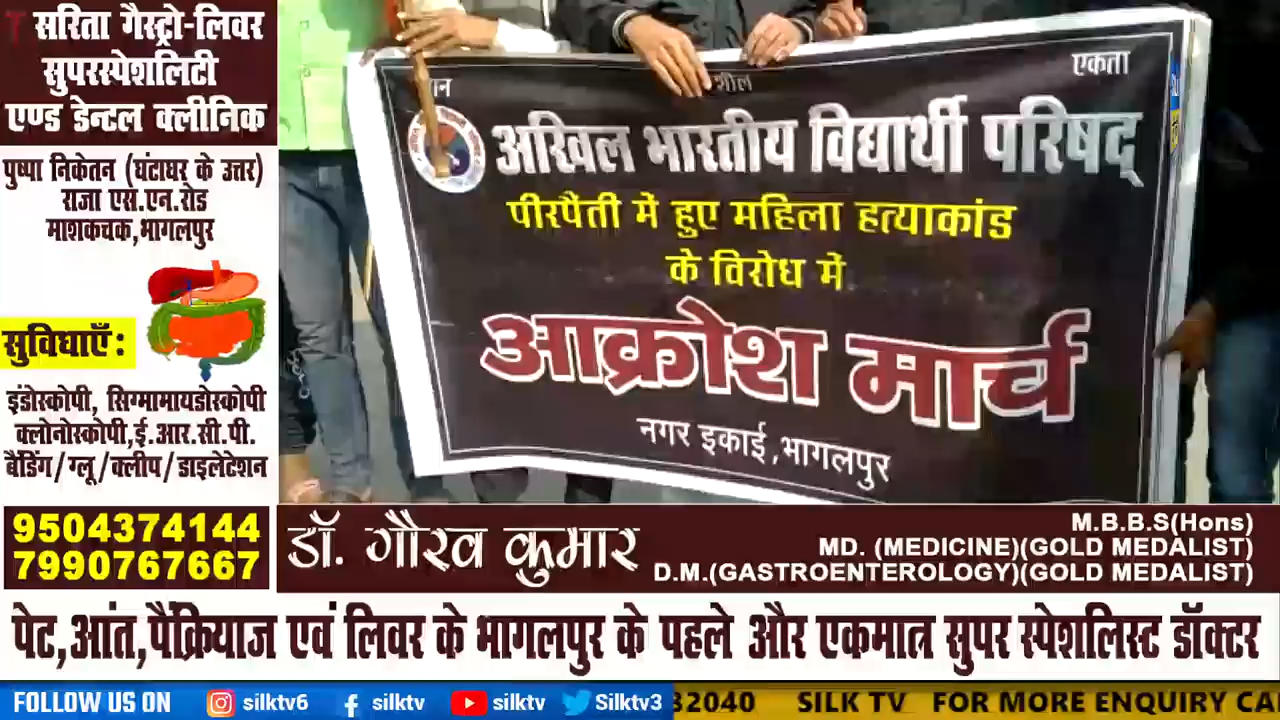 सरिता गैस्ट्रो-लिवर
सुपरस्पेशलिटी
एण्ड डेन्टल क्लीनिक
पुष्पा निकेतन (घंटाघर के उत्तर)
राजा एस.एन.रोड
माशकचक,भागलपुर
सुविधाएँ:
इंडोस्कोपी, सिग्मामायडोस्कोपी
क्लोनोस्कोपी,ई.आर.सी.पी.
बैंडिंग/ग्लू/क्लीप/डाइलेटेशन
9504374144
7990767667
एकता
अखिल भारतीय विद्यार्थी परिषद्
पीरपैंती में हुए महिला हत्याकांड
के विरोध में
आक्रोश मार्च
नगर इकाई,भागलपुर
डॉ. गौरव कुमार
M.B.B.S(Hons)
MD. (MEDICINE)(GOLD MEDALIST)
D.M.(GASTROENTEROLOGY)(GOLD MEDALIST)
पेट,आंत,पैंक्रियाज एवं लिवर के भागलपुर के पहले और एकमात्र सुपर स्पेशलिस्ट डॉक्टर
FOLLOW US ON silktv6 silktv silktv Silktv3 32040 SILK TV FOR MORE ENQUIRY CA